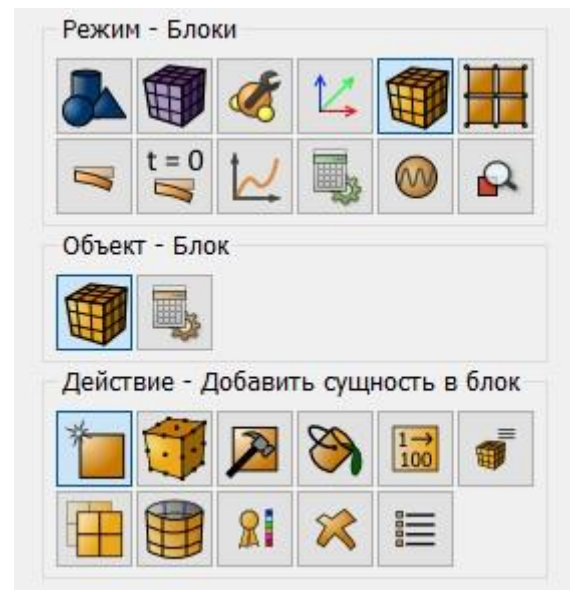 Режим - Блоки
t = 0
Объект - Блок
Действие - Добавить сущность в блок
1→
100